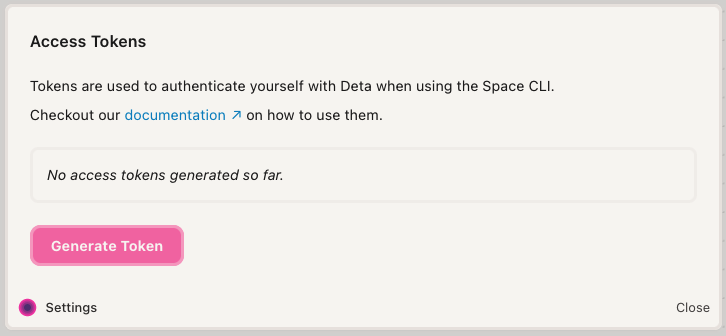 Access Tokens
Tokens are used to authenticate yourself with Deta when using the Space CLI.
Checkout our documentation ↗ on how to use them.
No access tokens generated so far.
Generate Token
Settings
Close